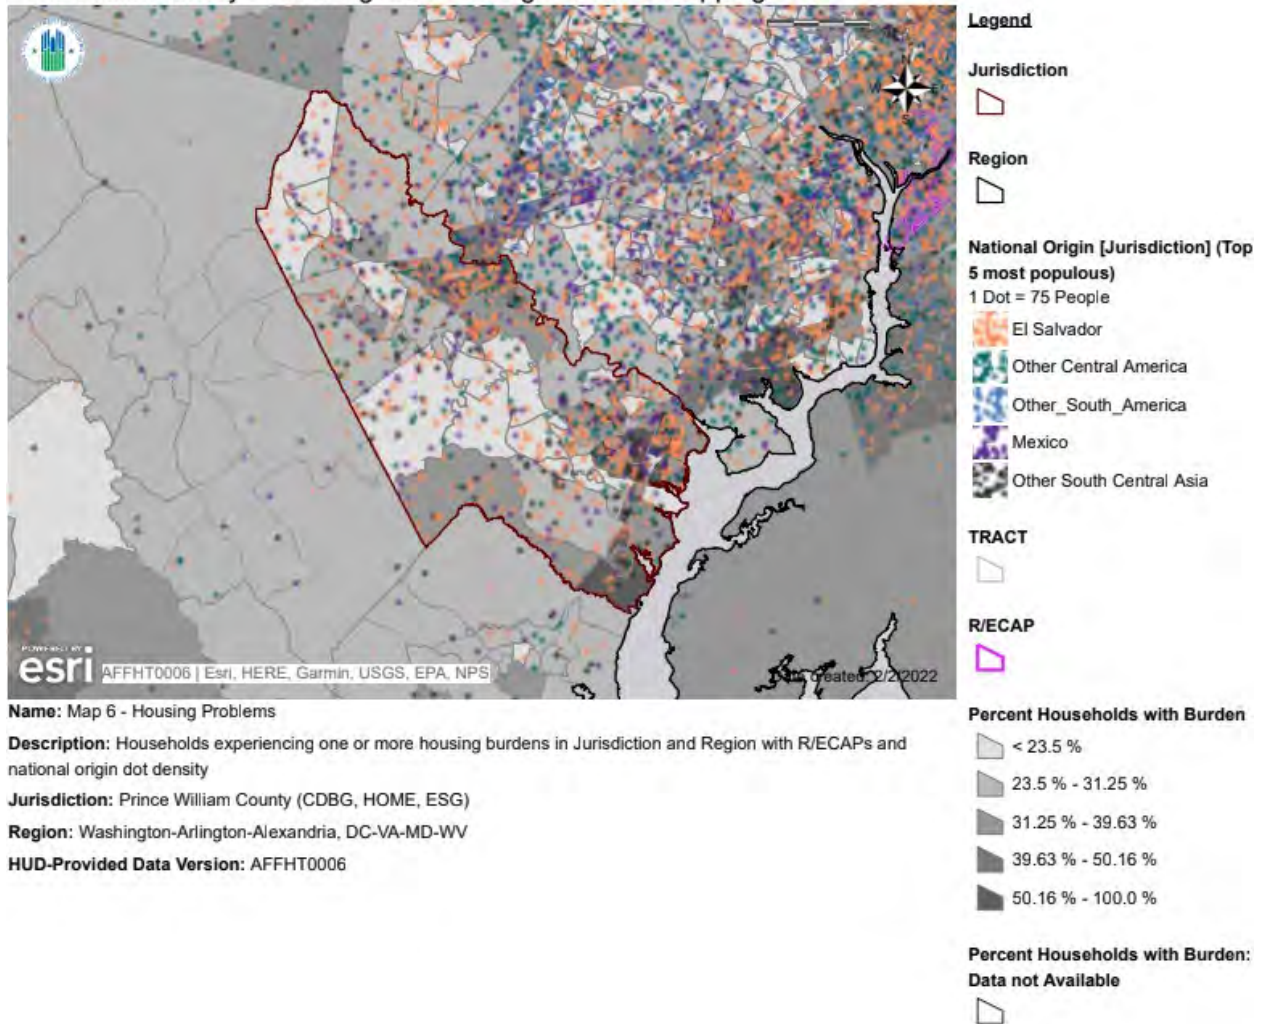 Legend
Jurisdiction
Region
National Origin [Jurisdiction] (Top
5 most populous)
1 Dot = 75 People
El Salvador
Other Central America
Other_South_America
Mexico
Other South Central Asia
TRACT
R/ECAP
Percent Households with Burden
< 23.5 %
23.5 % - 31.25 %
31.25 % - 39.63 %
39.63 % - 50.16 %
50.16 % - 100.0 %
Percent Households with Burden:
Data not Available
POWERED BY
esri
AFFHT0006 | Esri, HERE, Garmin, USGS, EPA, NPS
Date created: 2/2/2022
Name: Map 6 - Housing Problems
Description: Households experiencing one or more housing burdens in Jurisdiction and Region with R/ECAPs and
national origin dot density
Jurisdiction: Prince William County (CDBG, HOME, ESG)
Region: Washington-Arlington-Alexandria, DC-VA-MD-WV
HUD-Provided Data Version: AFFHT0006